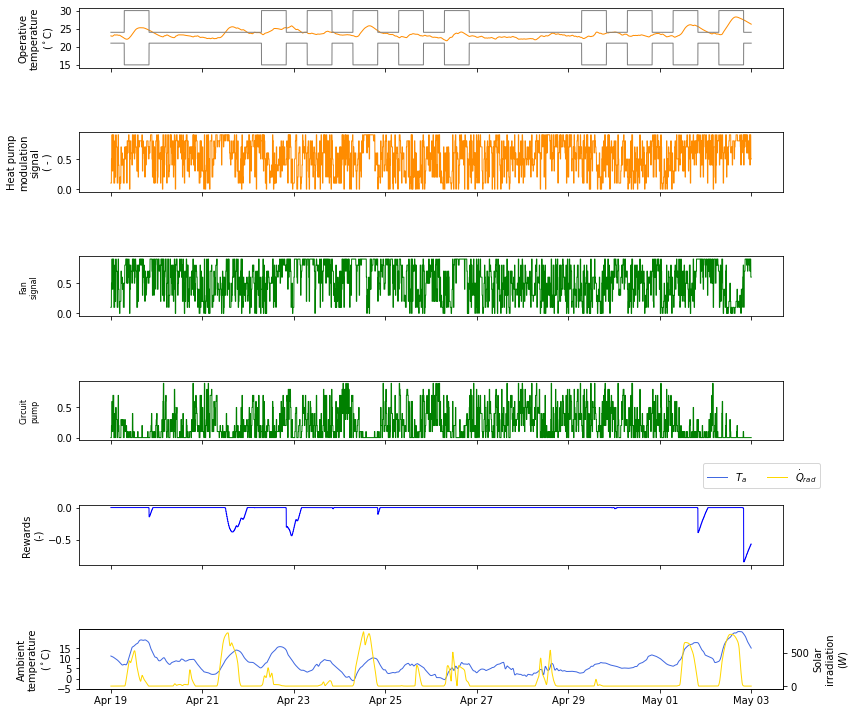 Operative
temperature
(°C)
30
25
20
15
Heat pump
modulation
signal
( - )
0.5
0.0
Fan
signal
0.5
0.0
Circuit
pump
0.5
0.0
T_a
Q̇_rad
Rewards
(-)
0.0
−0.5
Ambient
temperature
(°C)
15
10
5
0
−5
500
0
Solar
irradiation
(W)
Apr 19 Apr 21 Apr 23 Apr 25 Apr 27 Apr 29 May 01 May 03